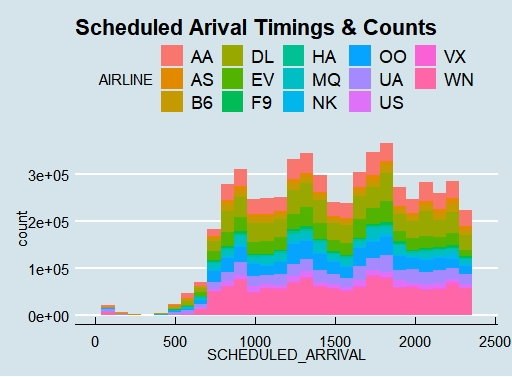 Scheduled Arival Timings & Counts
AIRLINE
AA DL HA OO VX
AS EV MQ UA WN
B6 F9 NK US
3e+05
2e+05
1e+05
0e+00
count
0 500 1000 1500 2000 2500
SCHEDULED_ARRIVAL